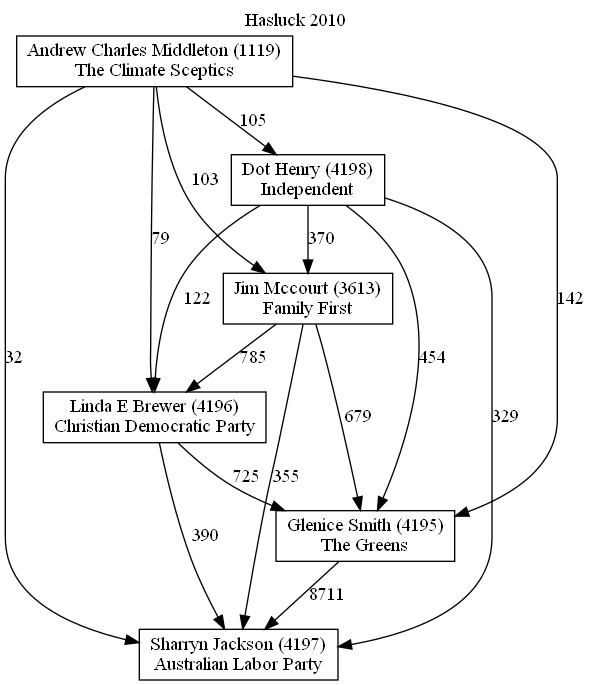 Hasluck 2010
Andrew Charles Middleton (1119)
The Climate Sceptics
105
Dot Henry (4198)
Independent
103
79
370
122
142
Jim Mccourt (3613)
Family First
32
785
454
Linda E Brewer (4196)
Christian Democratic Party
679
329
725
355
Glenice Smith (4195)
The Greens
390
8711
Sharryn Jackson (4197)
Australian Labor Party